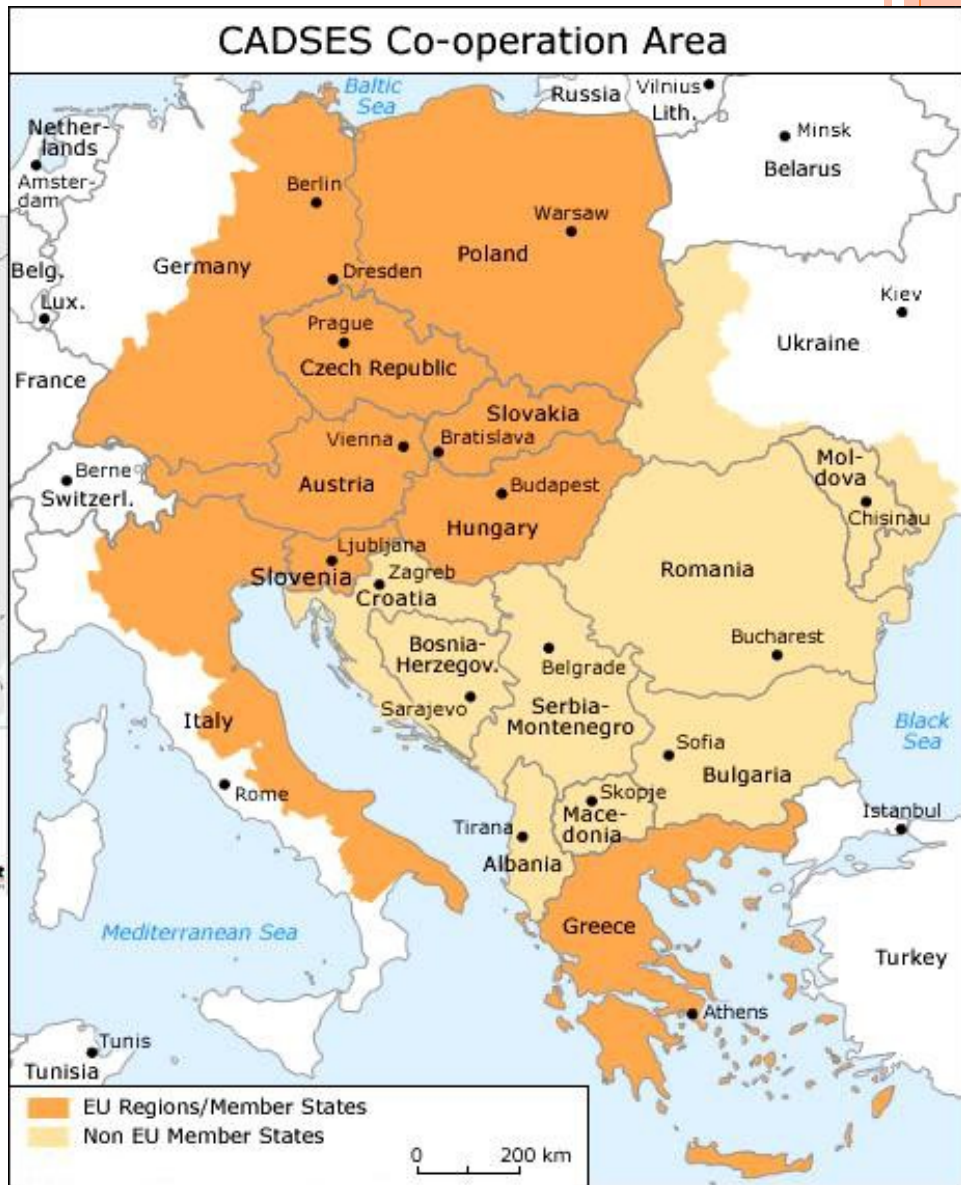 CADSES Co-operation Area
Baltic
Sea
Russia
Vilnius
Lith.
Minsk
Belarus
Nether-
lands
Amster-
dam
Berlin
Warsaw
Poland
Belg.
Germany
Dresden
Lux.
Kiev
Ukraine
Prague
Czech Republic
France
Slovakia
Vienna
Bratislava
Mol-
dova
Berne
Switzerl.
Austria
Budapest
Chisinau
Hungary
Ljubljana
Slovenia
Zagreb
Croatia
Romania
Bosnia-
Herzegov.
Bucharest
Belgrade
Sarajevo
Serbia-
Montenegro
Italy
Black
Sea
Sofia
Bulgaria
Rome
Skopje
Mace-
donia
Istanbul
Tirana
Albania
Greece
Mediterranean Sea
Turkey
Athens
Tunis
Tunisia
EU Regions/Member States
Non EU Member States
0 200 km